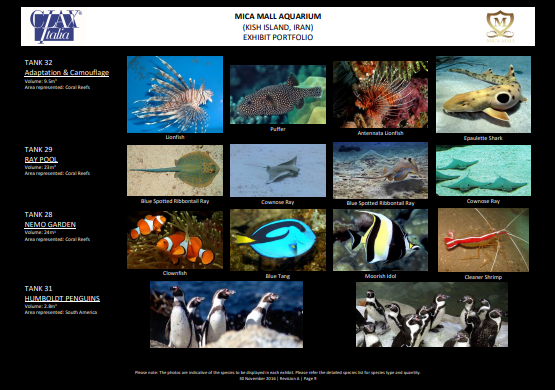 CLAX
Italia
MICA MALL AQUARIUM
(KISH ISLAND, IRAN)
EXHIBIT PORTFOLIO
M
TANK 32
Adaptation & Camouflage
Volume: 9.5m³
Area represented: Coral Reefs
Lionfish
Puffer
Antennata Lionfish
Epaulette Shark
TANK 29
RAY POOL
Volume: 23m³
Area represented: Coral Reefs
Blue Spotted Ribbontail Ray
Cownose Ray
Blue Spotted Ribbontail Ray
Cownose Ray
TANK 28
NEMO GARDEN
Volume: 24m³
Area represented: Coral Reefs
Clownfish
Blue Tang
Moorish Idol
Cleaner Shrimp
TANK 31
HUMBOLDT PENGUINS
Volume: 2.8m³
Area represented: South America
Please note: The photos are indicative of the species to be displayed in each exhibit. Please refer the detailed species list for species type and quantity.
30 November 2016 | Revision A | Page 9